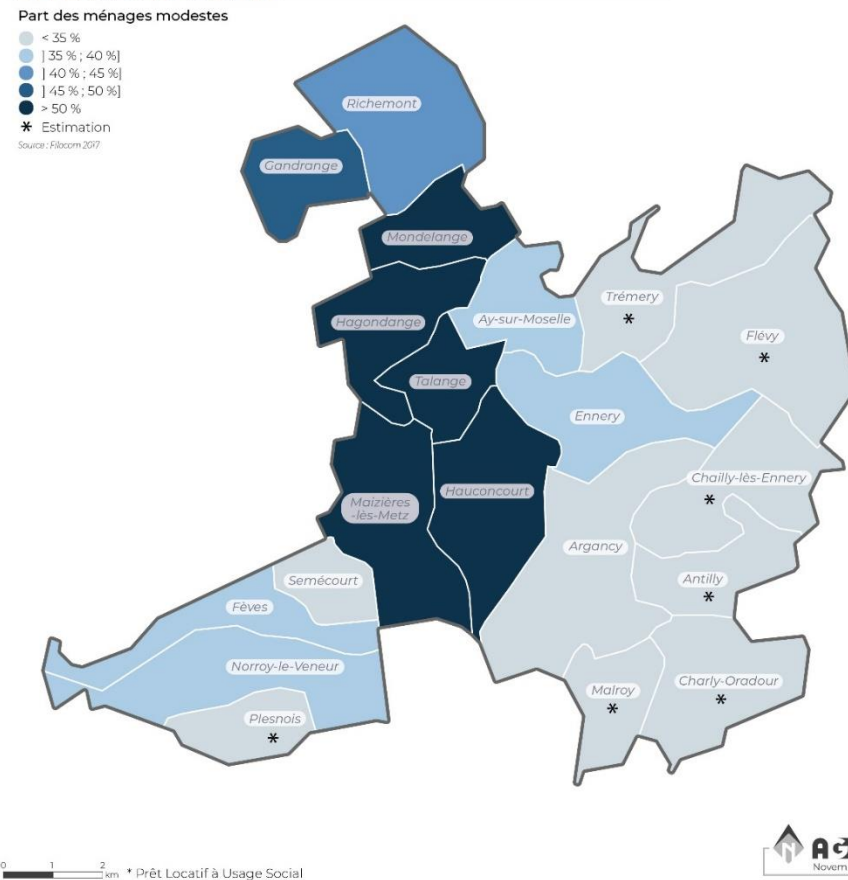 Part des ménages modestes
< 35 %
] 35 % ; 40 %]
] 40 % ; 45 %]
] 45 % ; 50 %]
> 50 %
* Estimation
Source : Filocom 2017
Richemont
Gandrange
Mondelange
Hagondange
Ay-sur-Moselle
Trémery
*
Flévy
*
Talange
Ennery
Maizières
-lès-Metz
Hauconcourt
Chailly-lès-Ennery
*
Argancy
Antilly
*
Semécourt
Fèves
Norroy-le-Veneur
Plesnois
*
Malroy
*
Charly-Oradour
*
0 1 2 km
* Prêt Locatif à Usage Social
N